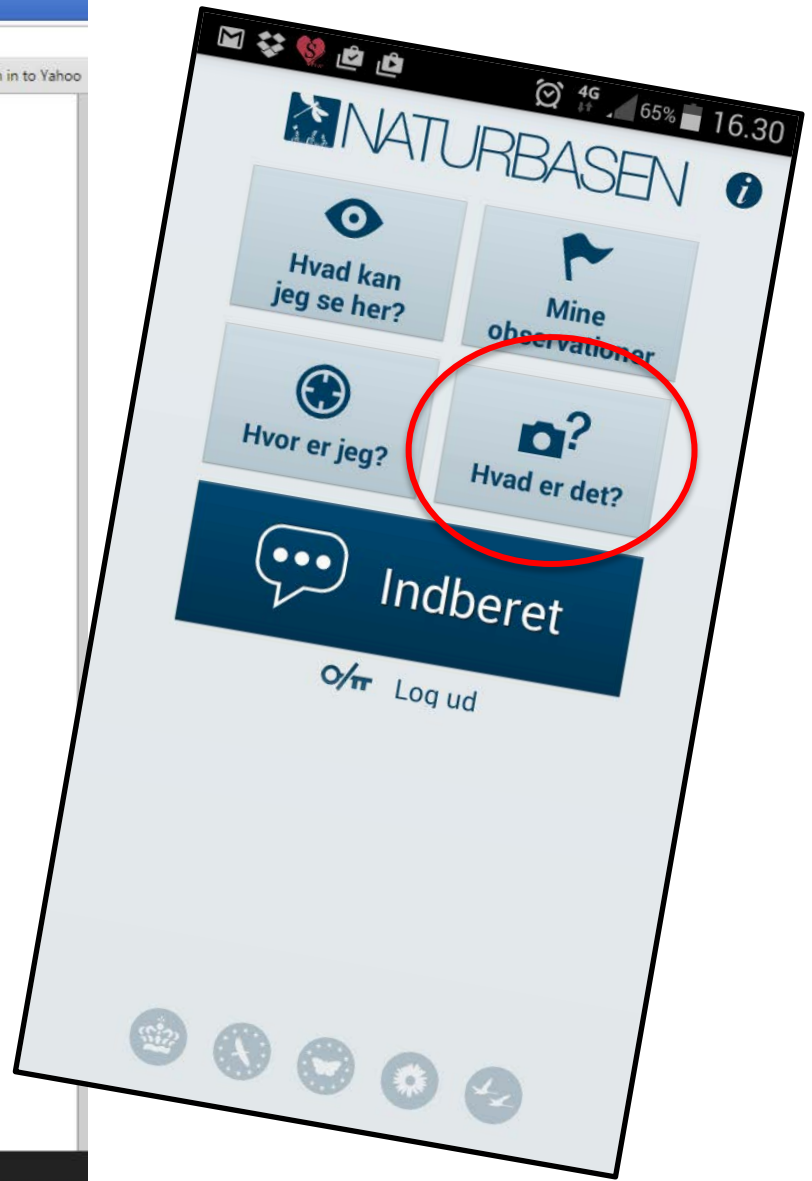 in to Yahoo
4G
65%
16.30
NATURBASEN
i
Hvad kan
jeg se her?
Mine
observationer
Hvor er jeg?
?
Hvad er det?
Indberet
Log ud